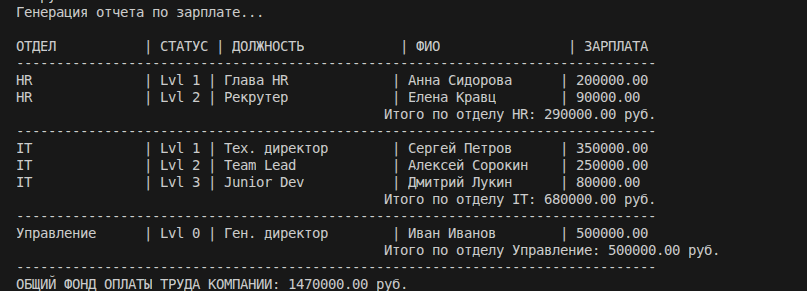 Генерация отчета по зарплате...
ОТДЕЛ | СТАТУС | ДОЛЖНОСТЬ | ФИО | ЗАРПЛАТА
--------------------------------------------------------------------------------
HR | Lvl 1 | Глава HR | Анна Сидорова | 200000.00
HR | Lvl 2 | Рекрутер | Елена Кравц | 90000.00
Итого по отделу HR: 290000.00 руб.
--------------------------------------------------------------------------------
IT | Lvl 1 | Тех. директор | Сергей Петров | 350000.00
IT | Lvl 2 | Team Lead | Алексей Сорокин | 250000.00
IT | Lvl 3 | Junior Dev | Дмитрий Лукин | 80000.00
Итого по отделу IT: 680000.00 руб.
--------------------------------------------------------------------------------
Управление | Lvl 0 | Ген. директор | Иван Иванов | 500000.00
Итого по отделу Управление: 500000.00 руб.
--------------------------------------------------------------------------------
ОБЩИЙ ФОНД ОПЛАТЫ ТРУДА КОМПАНИИ: 1470000.00 руб.